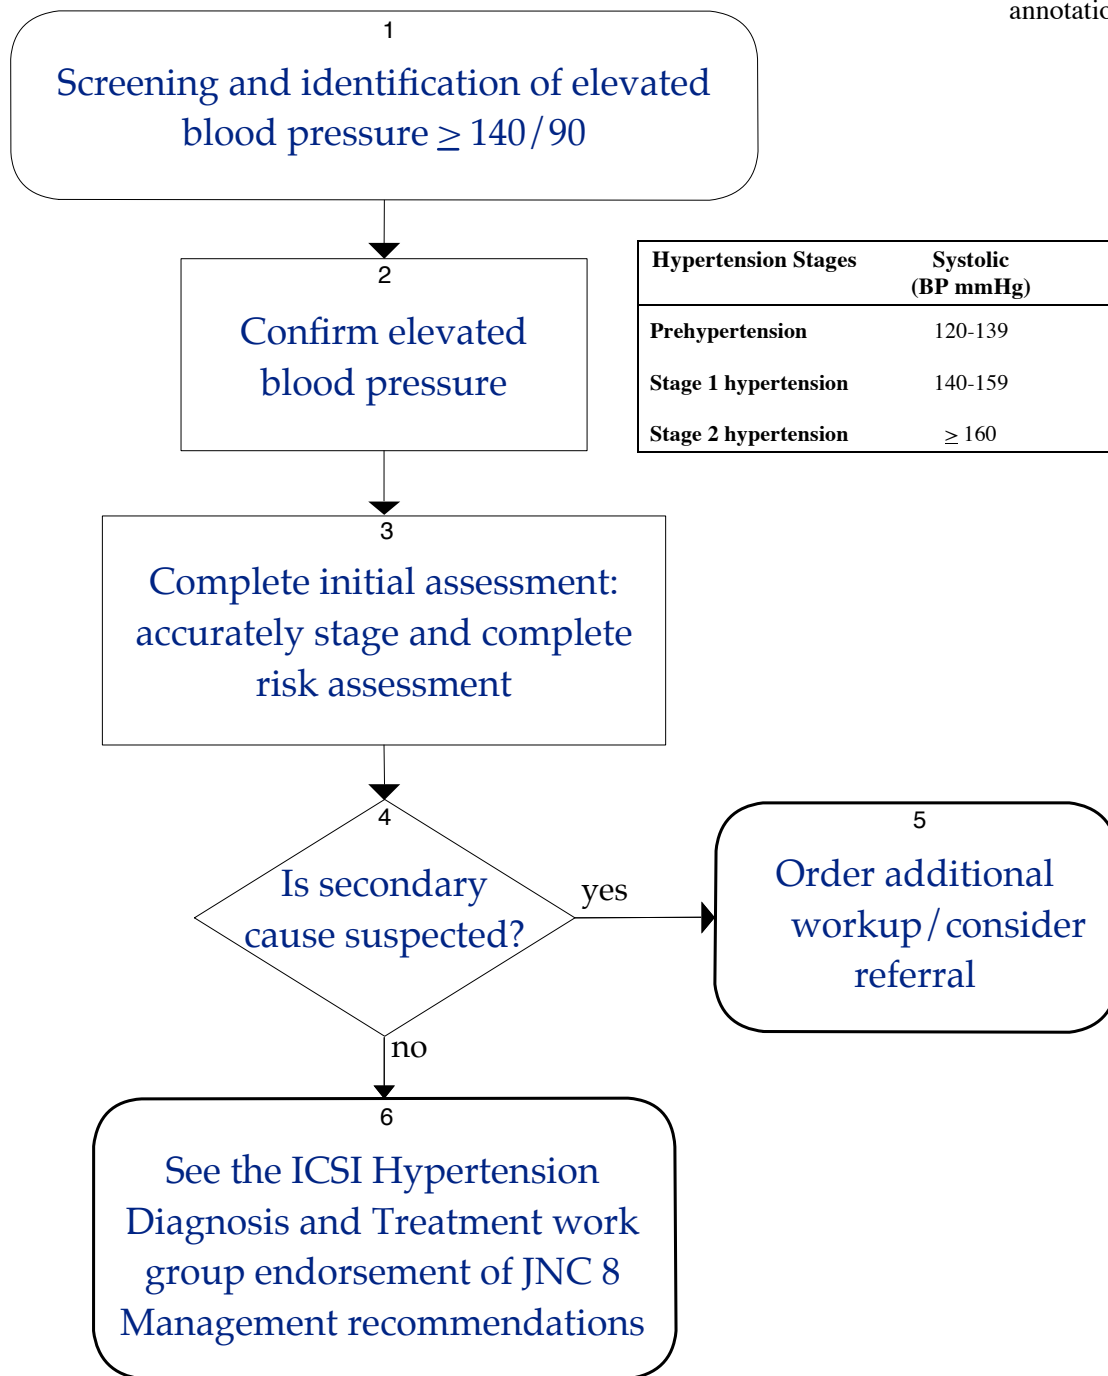 annotatio
1
Screening and identification of elevated
blood pressure ≥ 140/90
2
Confirm elevated
blood pressure
Hypertension Stages Systolic
(BP mmHg)
Prehypertension 120-139
Stage 1 hypertension 140-159
Stage 2 hypertension ≥ 160
3
Complete initial assessment:
accurately stage and complete
risk assessment
4
Is secondary
cause suspected?
yes
5
Order additional
workup/consider
referral
no
6
See the ICSI Hypertension
Diagnosis and Treatment work
group endorsement of JNC 8
Management recommendations